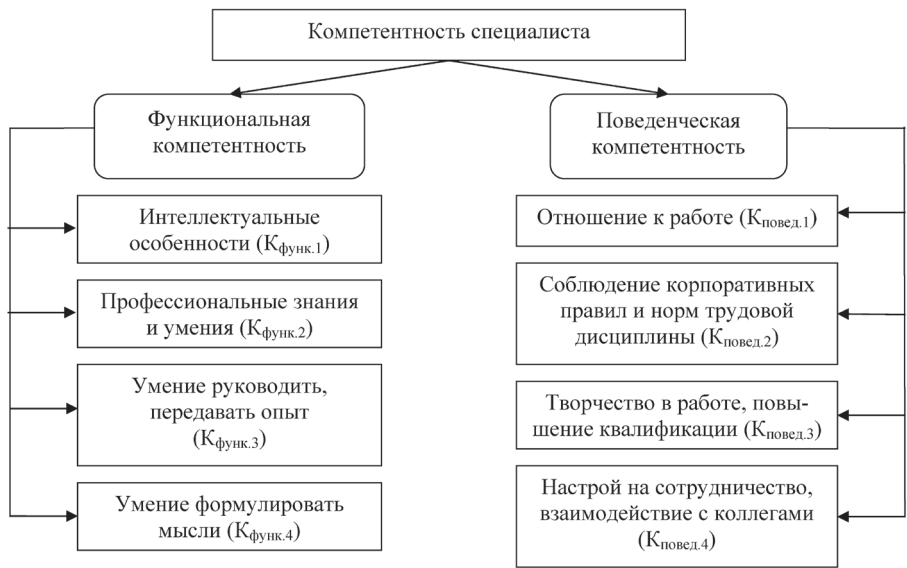 Компетентность специалиста
Функциональная
компетентность
Интеллектуальные
особенности (Кфунк.1)
Профессиональные знания
и умения (Кфунк.2)
Умение руководить,
передавать опыт
(Кфунк.3)
Умение формулировать
мысли (Кфунк.4)
Поведенческая
компетентность
Отношение к работе (Кповед.1)
Соблюдение корпоративных
правил и норм трудовой
дисциплины (Кповед.2)
Творчество в работе, повы-
шение квалификации (Кповед.3)
Настрой на сотрудничество,
взаимодействие с коллегами
(Кповед.4)